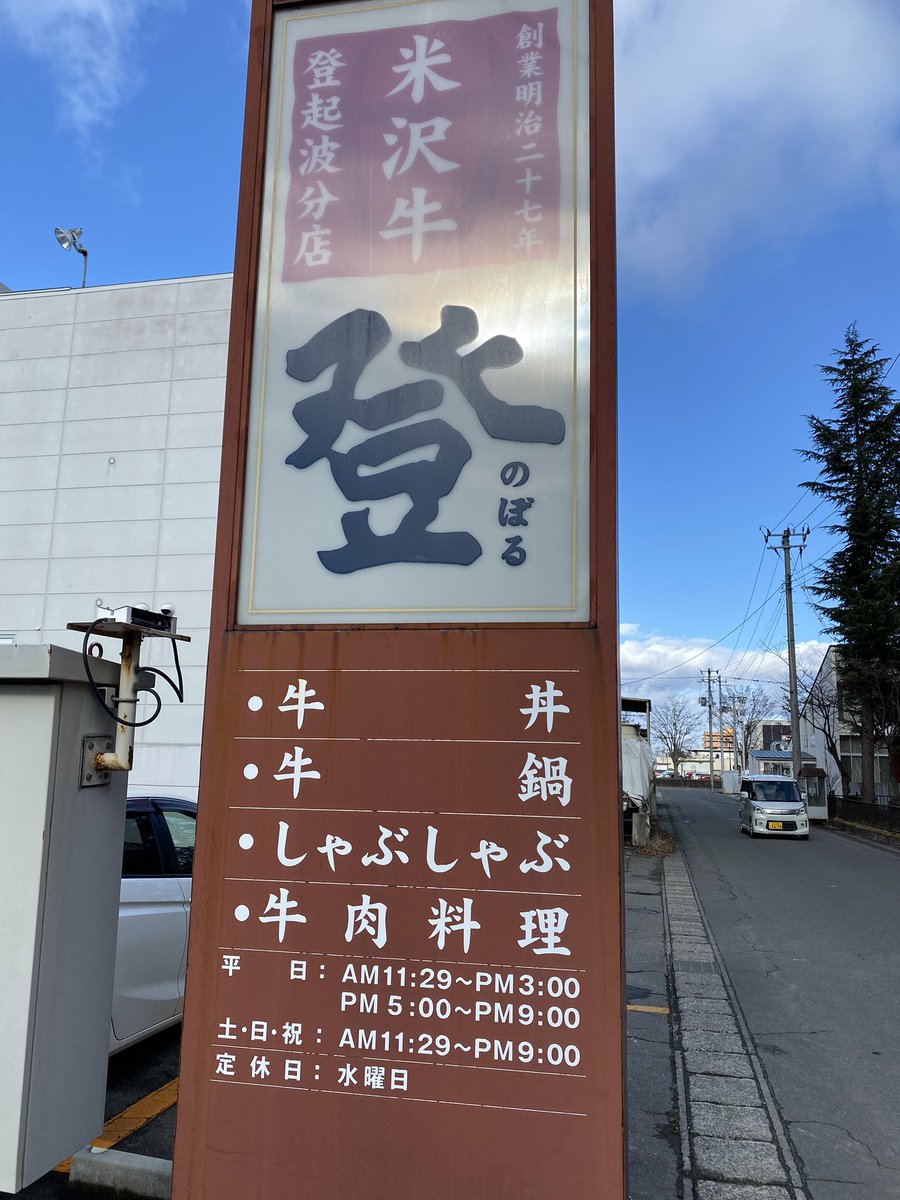 創業明治二十七年
米沢牛
登起波分店
登
のぼる
・牛丼
・牛鍋
・しゃぶしゃぶ
・牛肉料理
平日：AM11:29～PM3:00
PM5:00～PM9:00
土・日・祝：AM11:29～PM9:00
定休日：水曜日